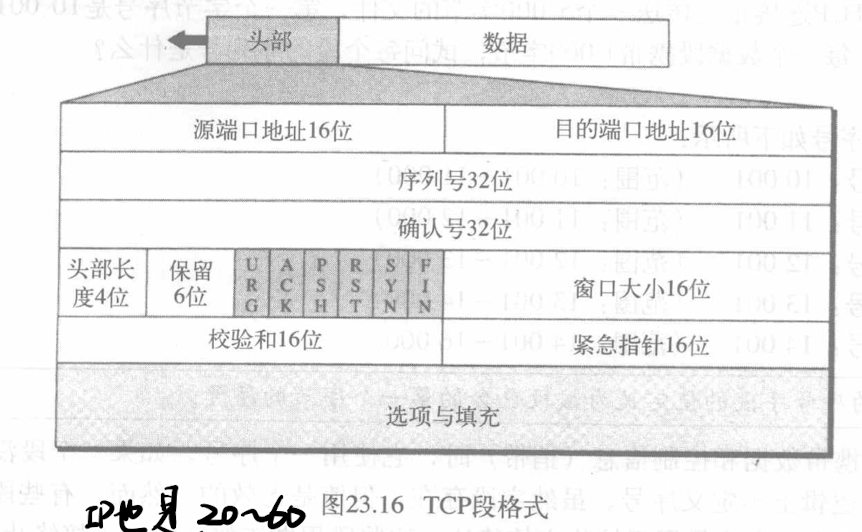 头部 数据
源端口地址16位 目的端口地址16位
序列号32位
确认号32位
头部长度4位 保留6位 URG ACK PSH RST SYN FIN 窗口大小16位
校验和16位 紧急指针16位
选项与填充
IP也是20~60 图23.16 TCP段格式